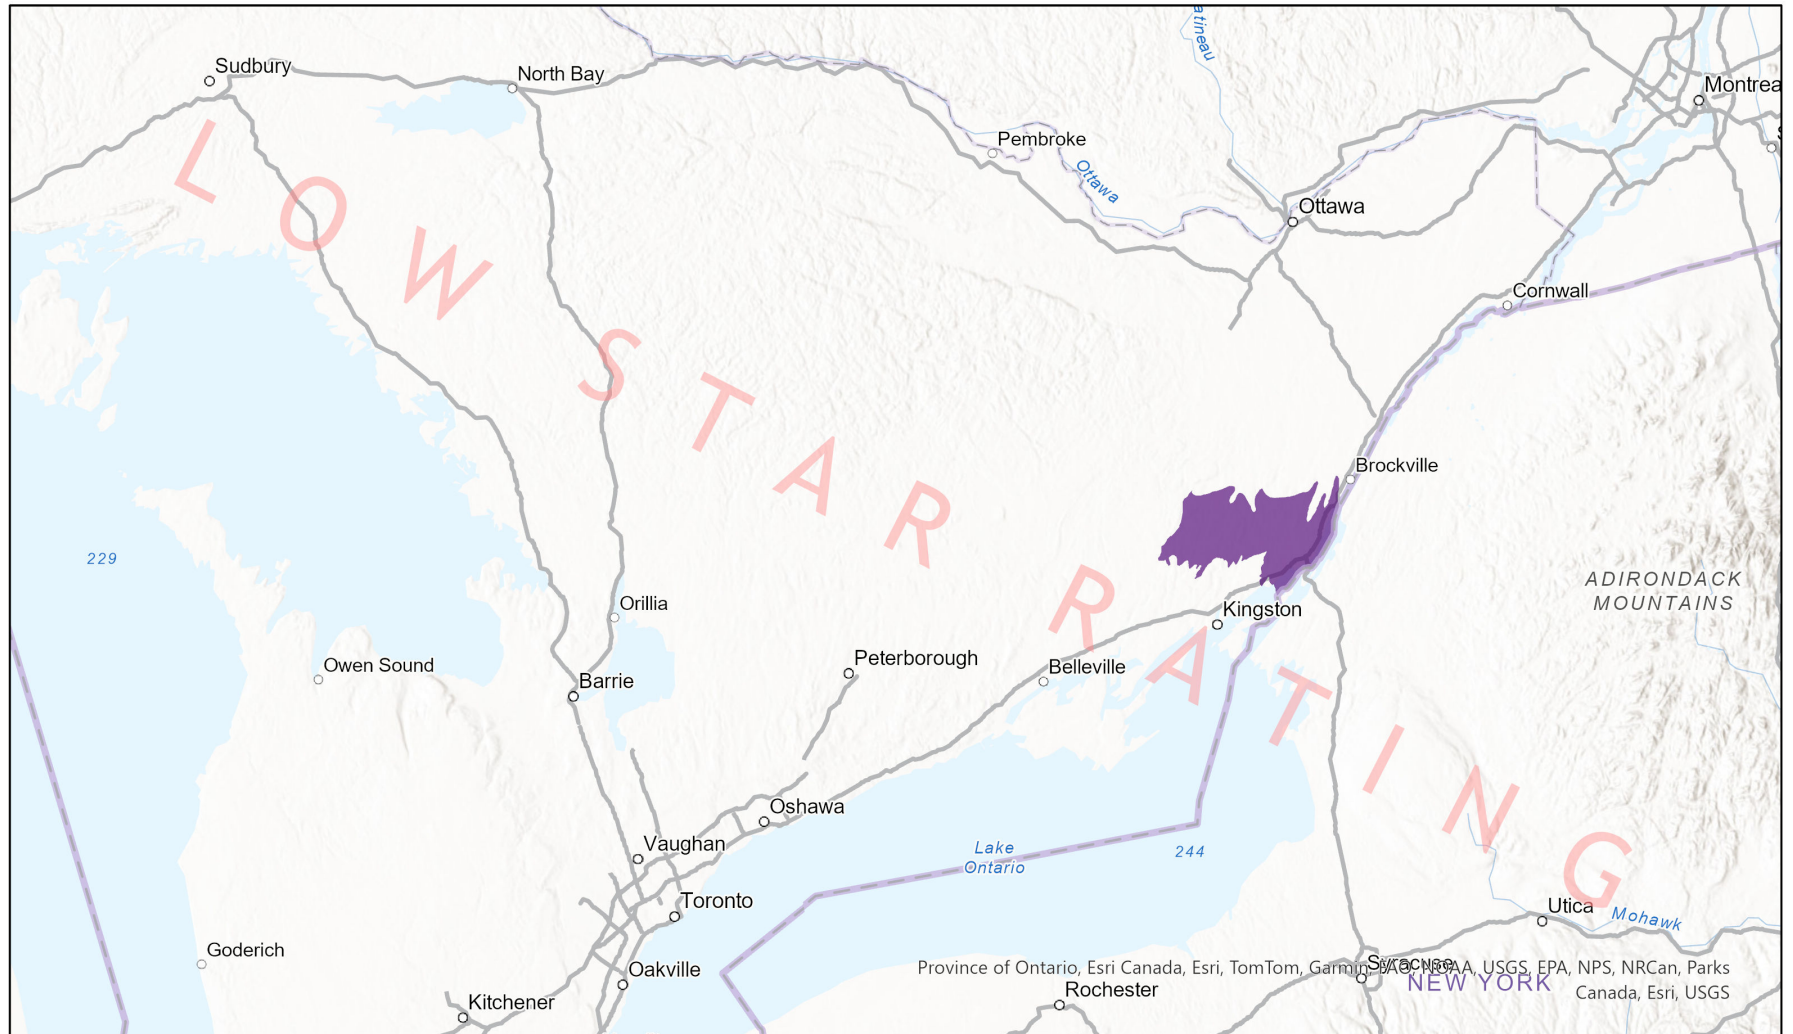 atineau
Sudbury
North Bay
Montrea
Pembroke
Ottawa
Ottawa
Cornwall
LOW STAR RATING
Brockville
229
ADIRONDACK
MOUNTAINS
Orillia
Kingston
Owen Sound
Peterborough
Belleville
Barrie
Oshawa
Vaughan
Lake
Ontario
244
Toronto
Utica
Mohawk
Goderich
Oakville
Syracuse
Province of Ontario, Esri Canada, Esri, TomTom, Garmin, FAO, NOAA, USGS, EPA, NPS, NRCan, Parks
Canada, Esri, USGS
NEW YORK
Rochester
Kitchener